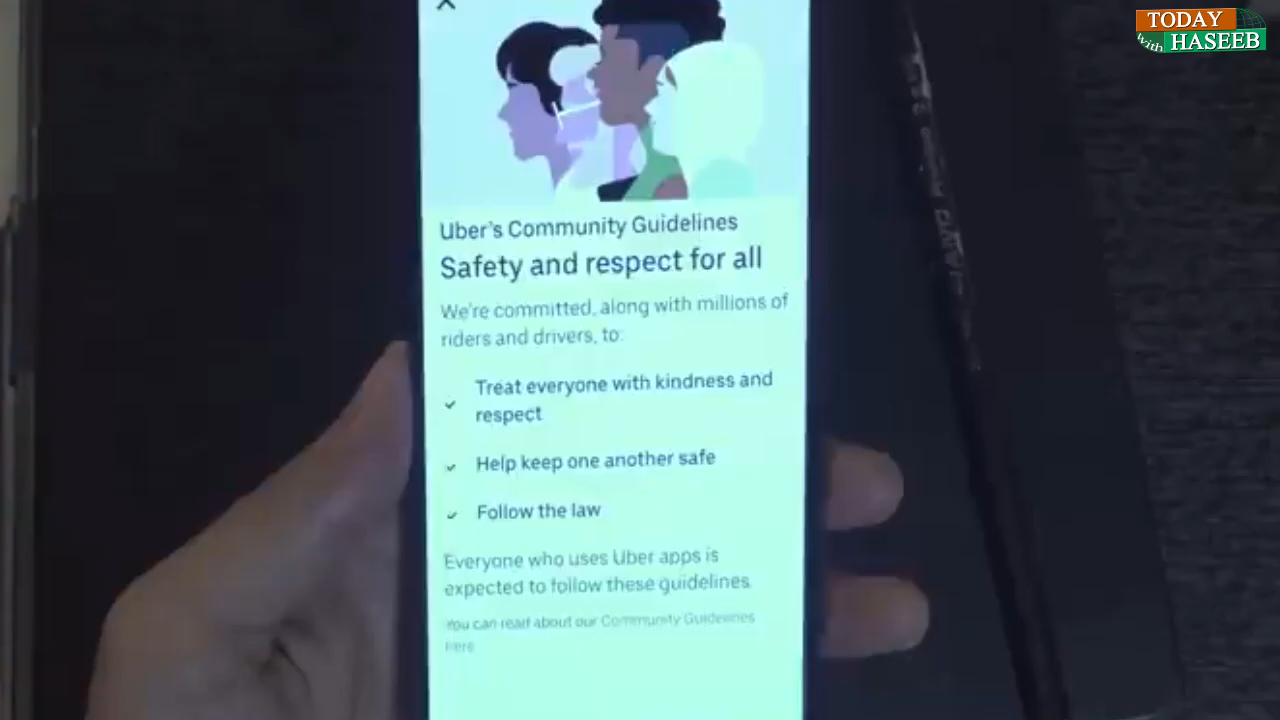 TODAY
with HASEEB
Uber's Community Guidelines
Safety and respect for all
We're committed, along with millions of
riders and drivers, to:
Treat everyone with kindness and
respect
Help keep one another safe
Follow the law
Everyone who uses Uber apps is
expected to follow these guidelines.
You can read about our Community Guidelines
here